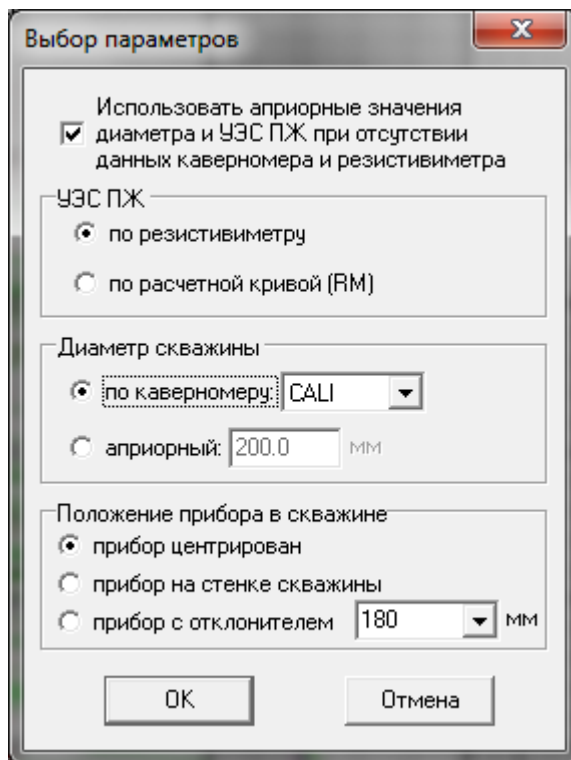 Выбор параметров
Использовать априорные значения
диаметра и УЭС ПЖ при отсутствии
данных каверномера и резистивиметра
УЭС ПЖ
по резистивиметру
по расчетной кривой (RM)
Диаметр скважины
по каверномеру: CALI
априорный: 200.0 мм
Положение прибора в скважине
прибор центрирован
прибор на стенке скважины
прибор с отклонителем 180 мм
OK Отмена